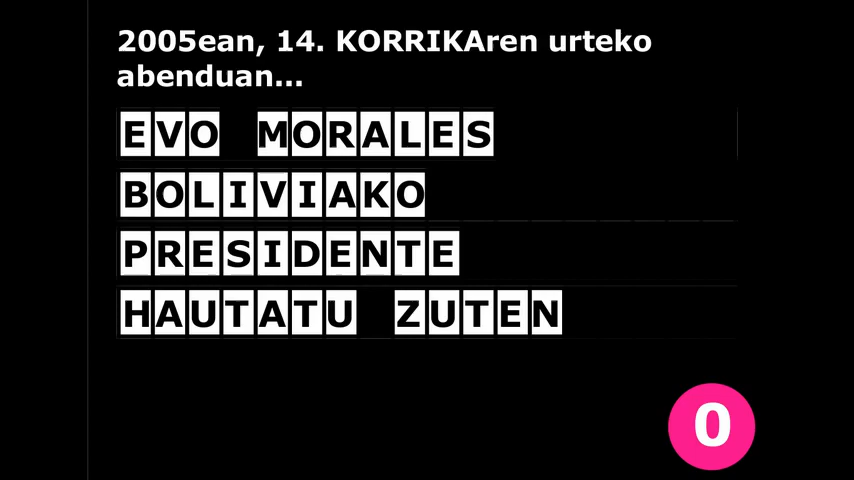 2005ean, 14. KORRIKAren urteko
abenduan...
EVO MORALES
BOLIVIAKO
PRESIDENTE
HAUTATU ZUTEN
0